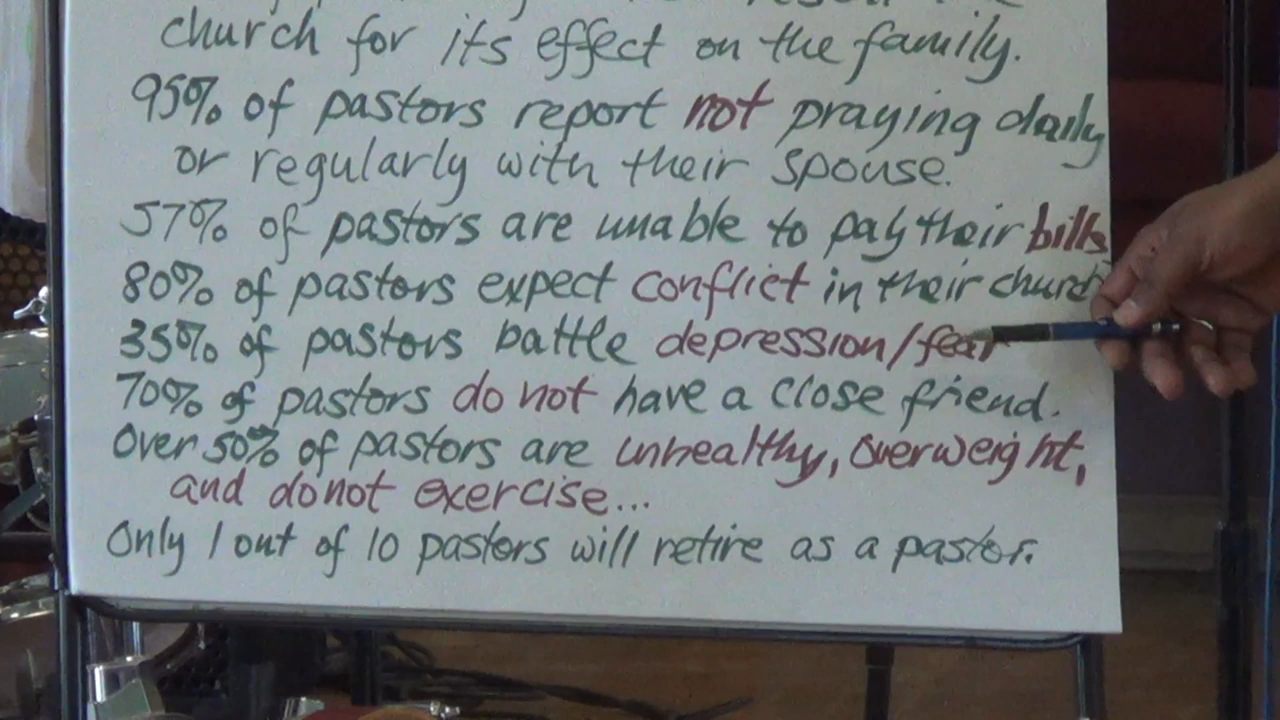 church for its effect on the family.
95% of pastors report not praying daily
or regularly with their spouse.
57% of pastors are unable to pay their bills
80% of pastors expect conflict in their church
35% of pastors battle depression/fear
70% of pastors do not have a close friend.
Over 50% of pastors are unhealthy, overweight,
and do not exercise...
Only 1 out of 10 pastors will retire as a pastor.